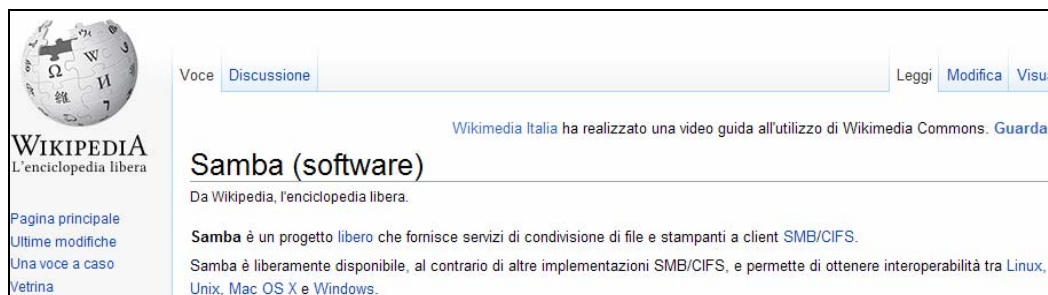 WIKIPEDIA
L'enciclopedia libera
Pagina principale
Ultime modifiche
Una voce a caso
Vetrina
Voce Discussione
Leggi Modifica
Wikimedia Italia ha realizzato una video guida all'utilizzo di Wikimedia Commons. Guarda
Samba (software)
Da Wikipedia, l'enciclopedia libera.
Samba è un progetto libero che fornisce servizi di condivisione di file e stampanti a client SMB/CIFS.
Samba è liberamente disponibile, al contrario di altre implementazioni SMB/CIFS, e permette di ottenere interoperabilità tra Linux,
Unix, Mac OS X e Windows.